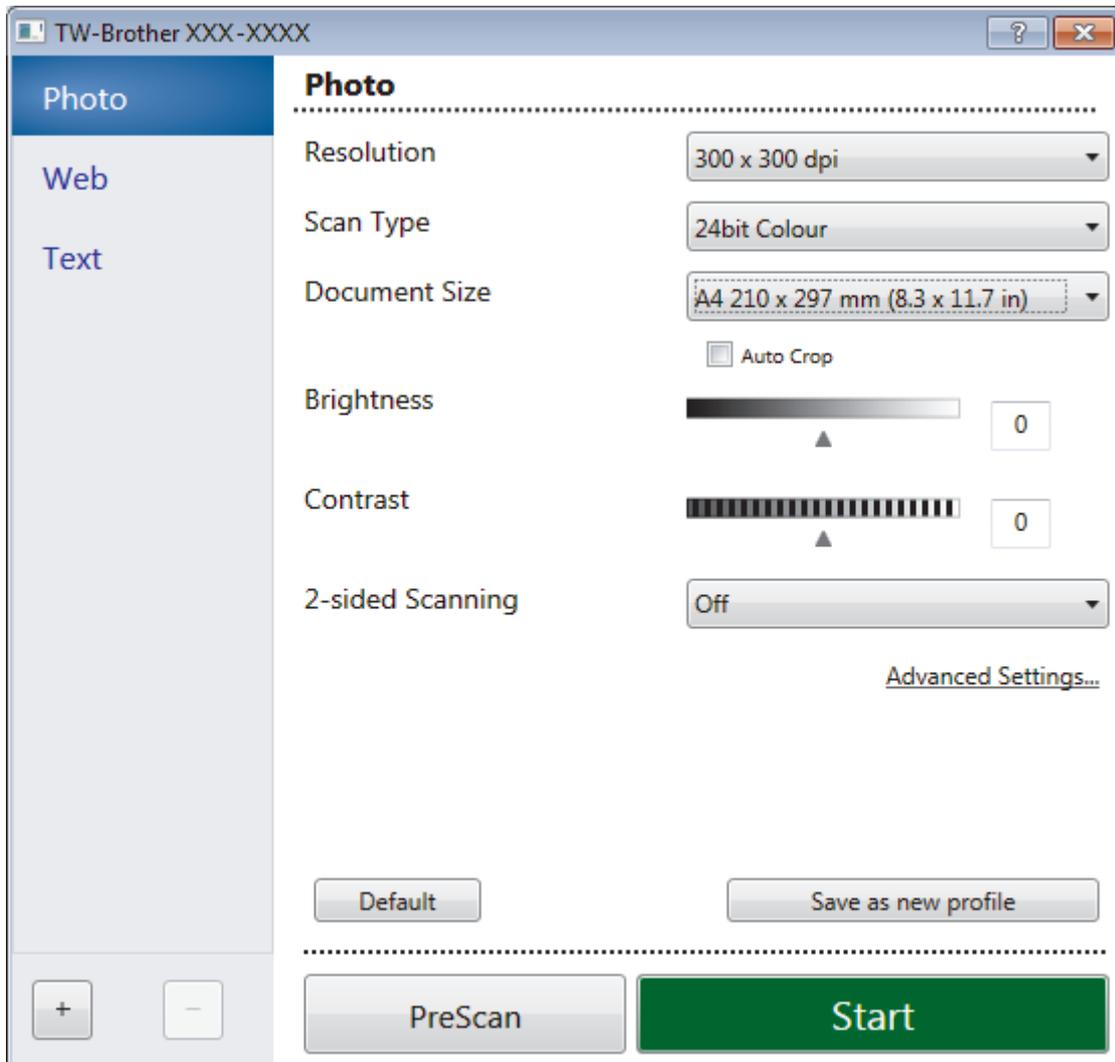 TW-Brother XXX-XXXX
Photo
Web
Text
Photo
Resolution
300 x 300 dpi
Scan Type
24bit Colour
Document Size
A4 210 x 297 mm (8.3 x 11.7 in)
Auto Crop
Brightness
0
Contrast
0
2-sided Scanning
Off
Advanced Settings...
Default
Save as new profile
+
−
PreScan
Start